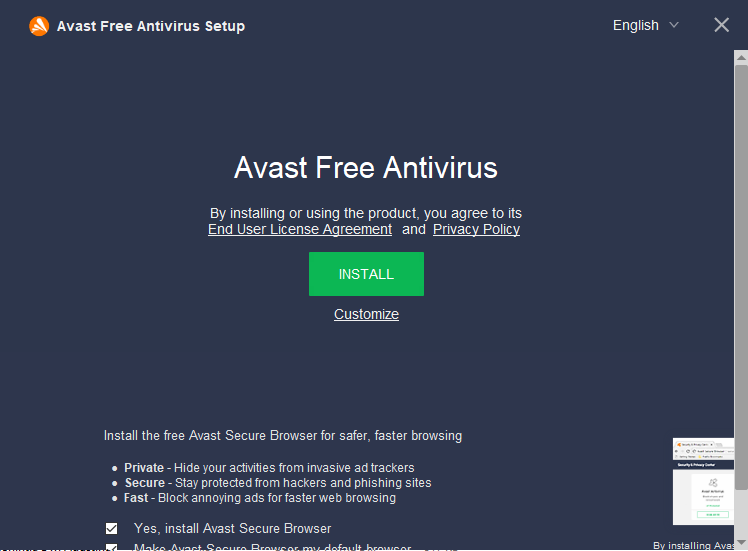 Avast Free Antivirus Setup
English
Avast Free Antivirus
By installing or using the product, you agree to its
End User License Agreement and Privacy Policy
INSTALL
Customize
Install the free Avast Secure Browser for safer, faster browsing
Private - Hide your activities from invasive ad trackers
Secure - Stay protected from hackers and phishing sites
Fast - Block annoying ads for faster web browsing
Yes, install Avast Secure Browser
Make Avast Secure Browser my default browser
Security & Privacy Center
By installing Avas